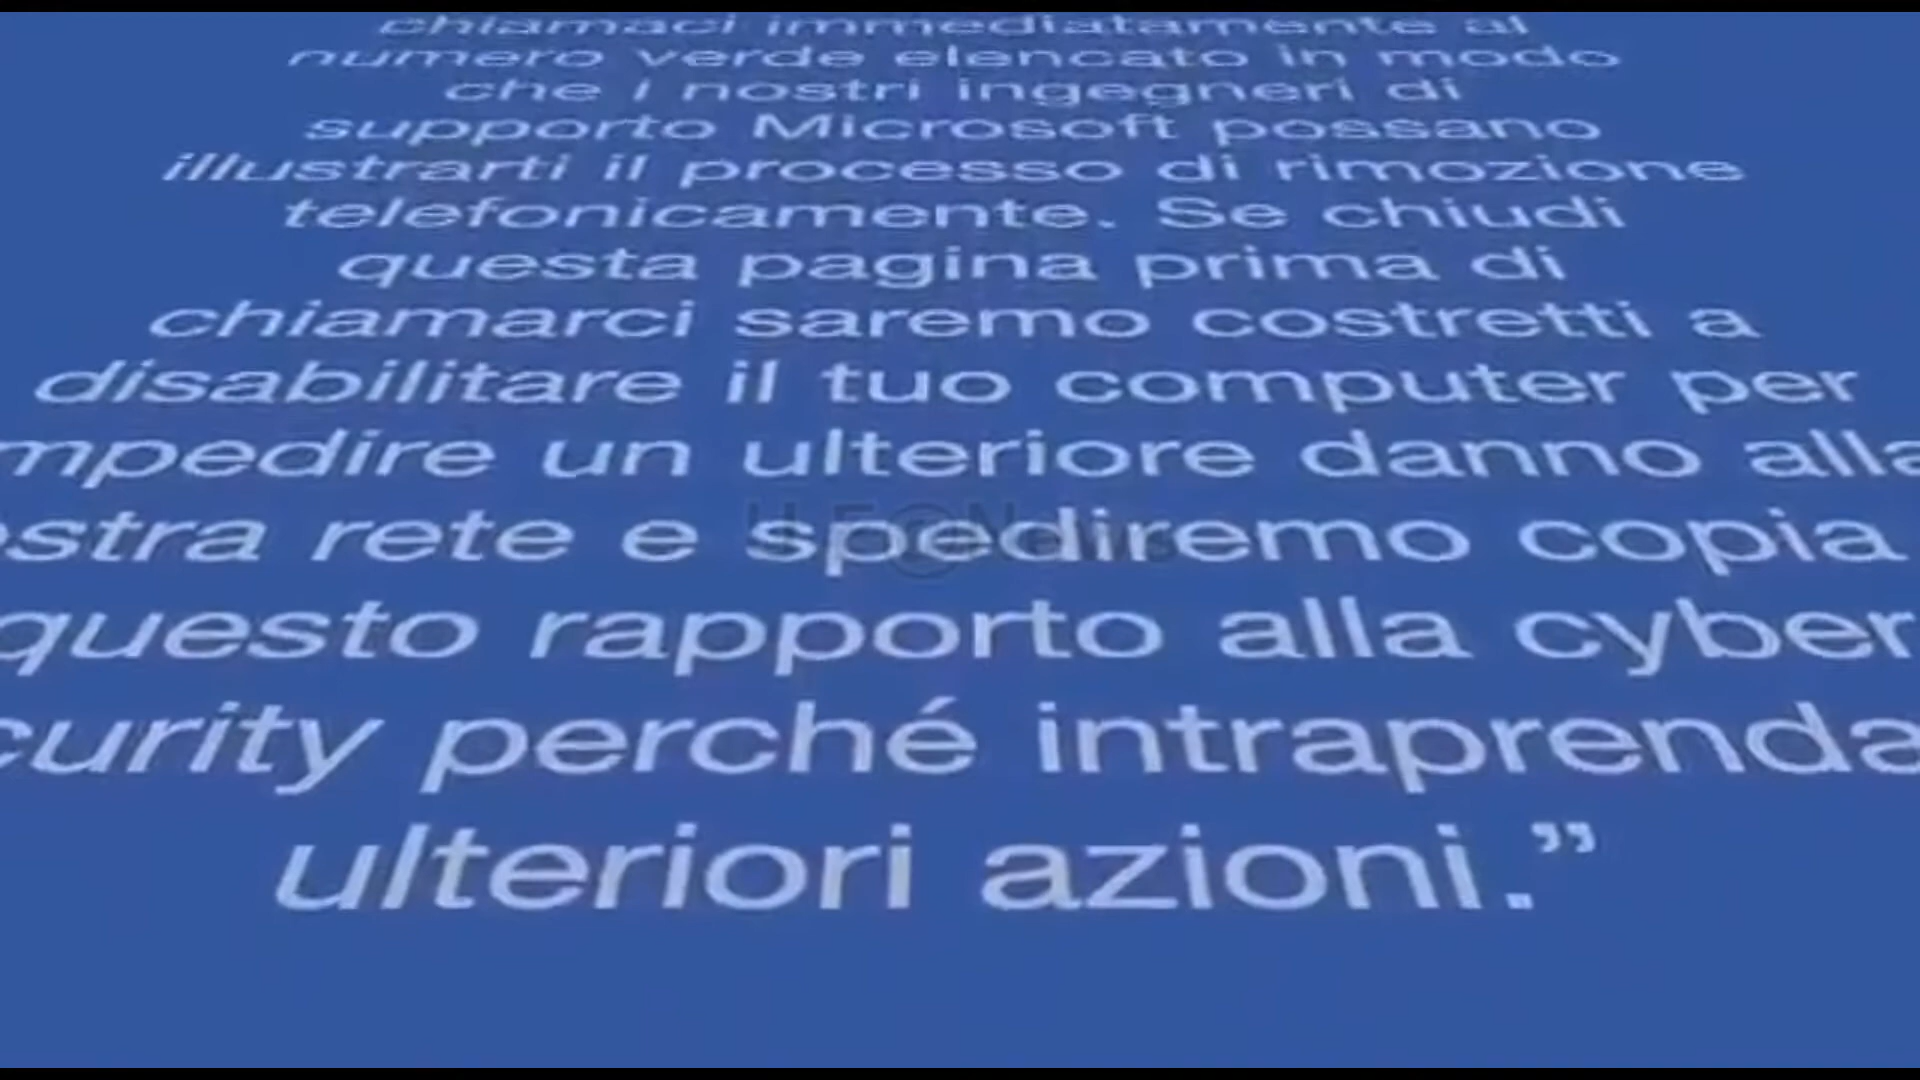 chiamaci immediatamente al
numero verde elencato in modo
che i nostri ingegneri di
supporto Microsoft possano
illustrarti il processo di rimozione
telefonicamente. Se chiudi
questa pagina prima di
chiamarci saremo costretti a
disabilitare il tuo computer per
mpedire un ulteriore danno alla
stra rete e spediremo copia
questo rapporto alla cyber
curity perché intraprenda
ulteriori azioni.”